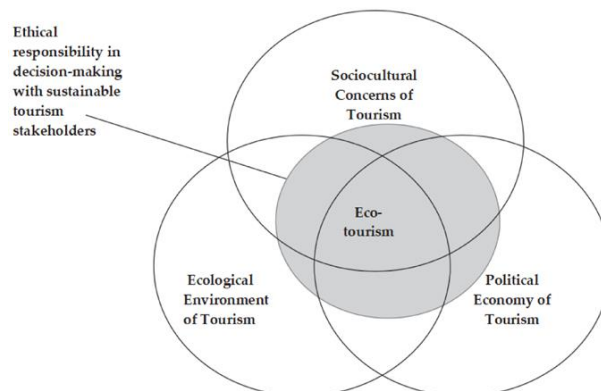 Ethical
responsibility in
decision-making
with sustainable
tourism
stakeholders
Sociocultural
Concerns of
Tourism
Eco-
tourism
Ecological
Environment
of Tourism
Political
Economy of
Tourism